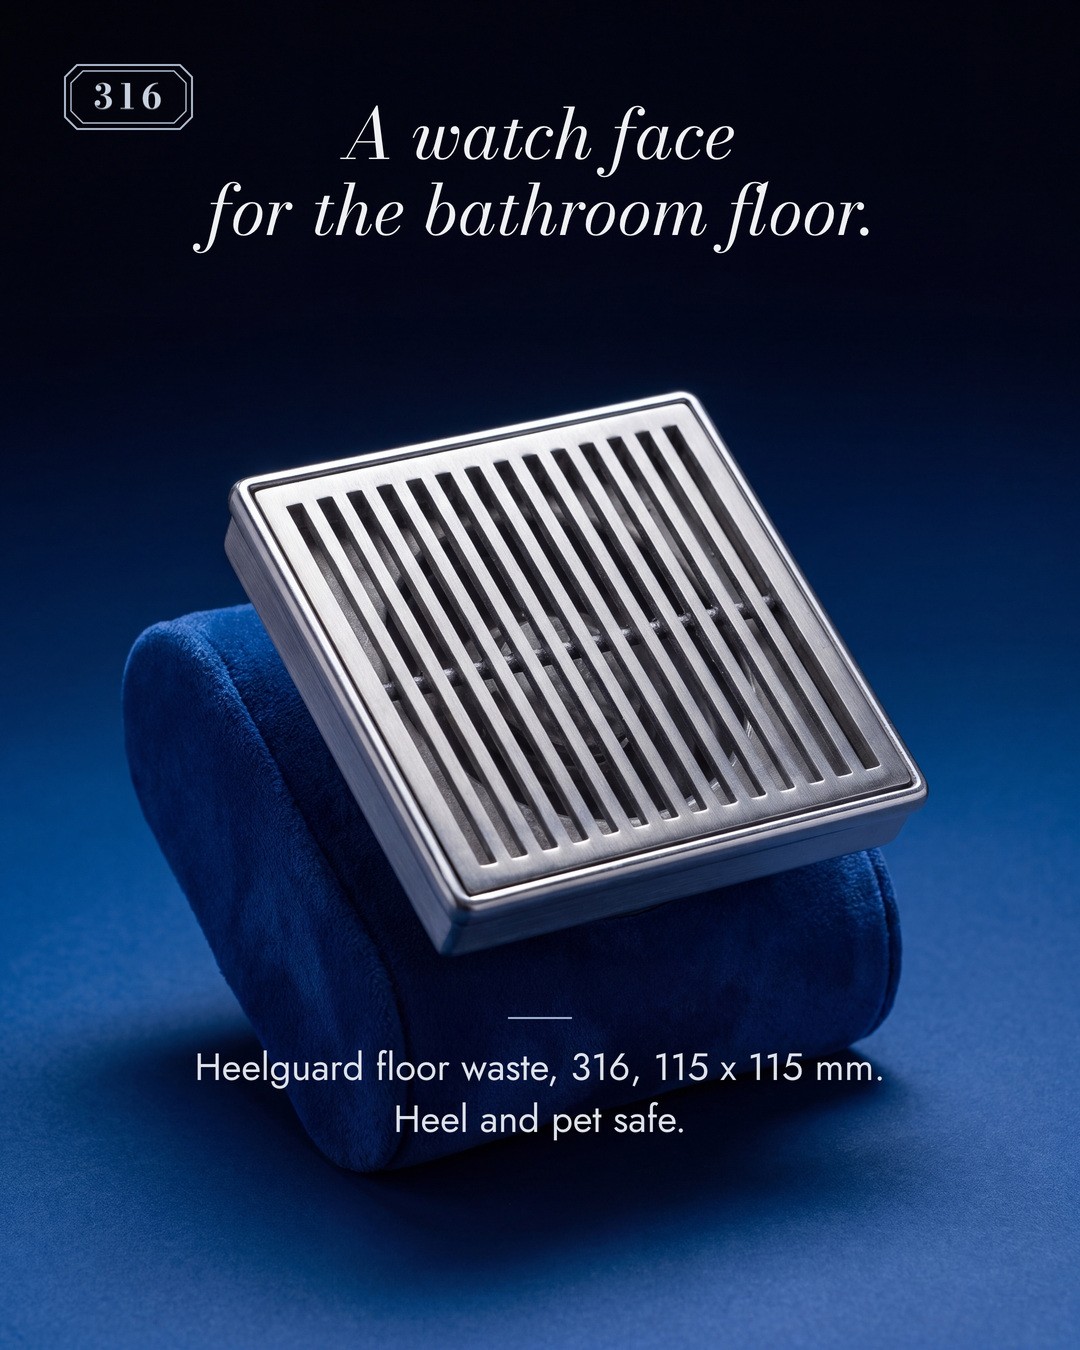 316
A watch face
for the bathroom floor.
Heelguard floor waste, 316, 115 x 115 mm.
Heel and pet safe.